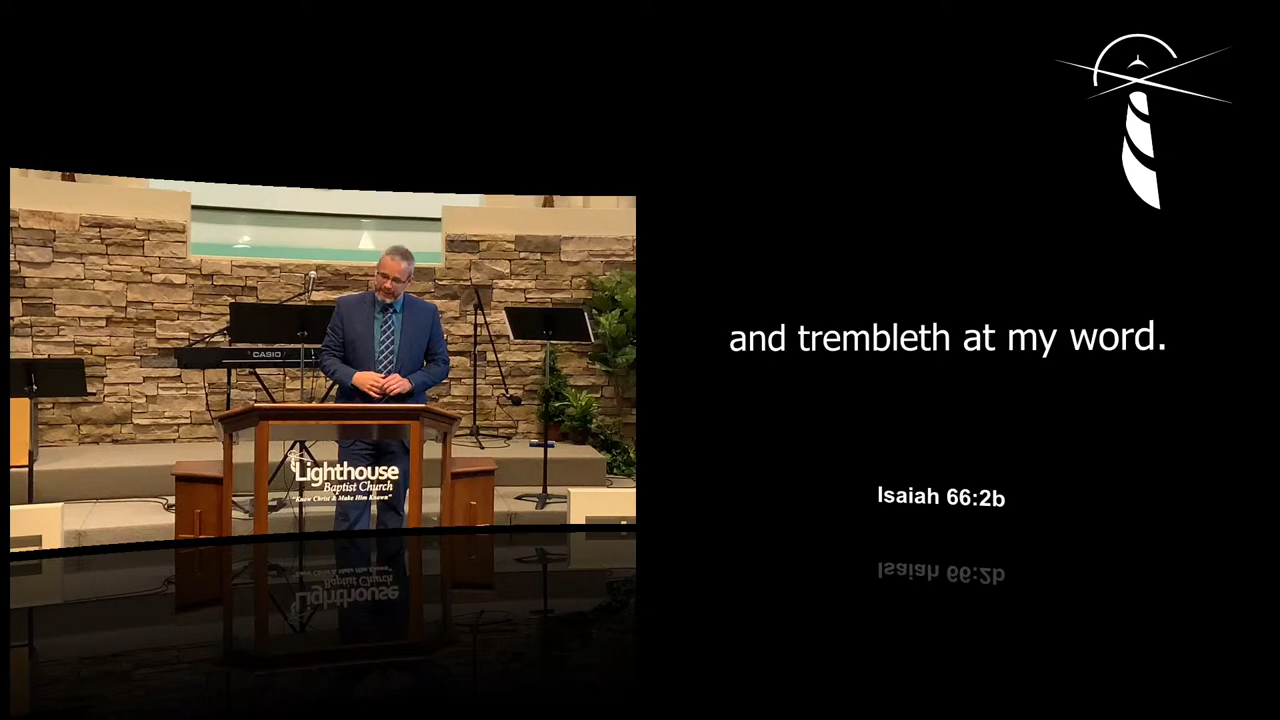 CASIO
Lighthouse
Baptist Church
"Know Christ & Make Him Known"
and trembleth at my word.
Isaiah 66:2b